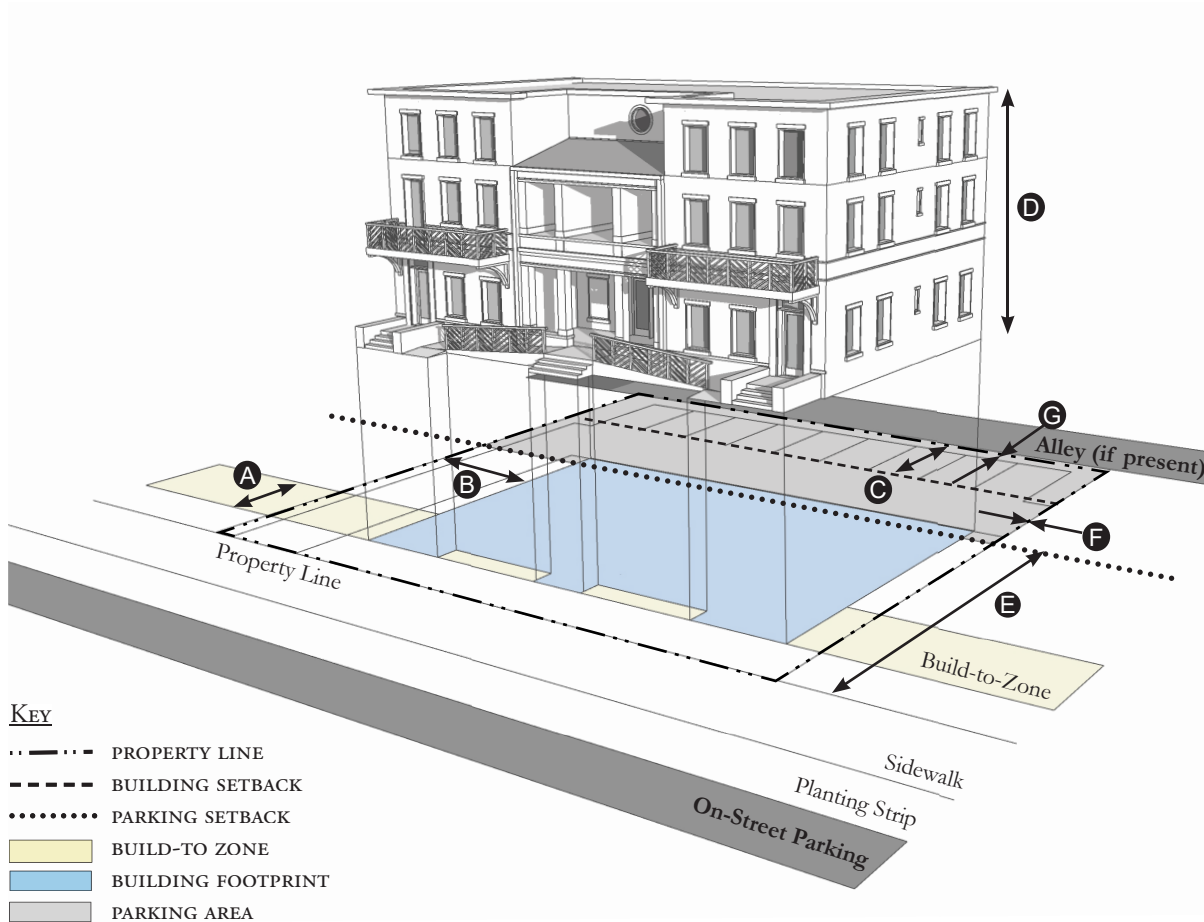 D
G
Alley (if present)
A
B
C
F
Property Line
E
Build-to-Zone
KEY
PROPERTY LINE
Sidewalk
BUILDING SETBACK
Planting Strip
PARKING SETBACK
On-Street Parking
BUILD-TO ZONE
BUILDING FOOTPRINT
PARKING AREA